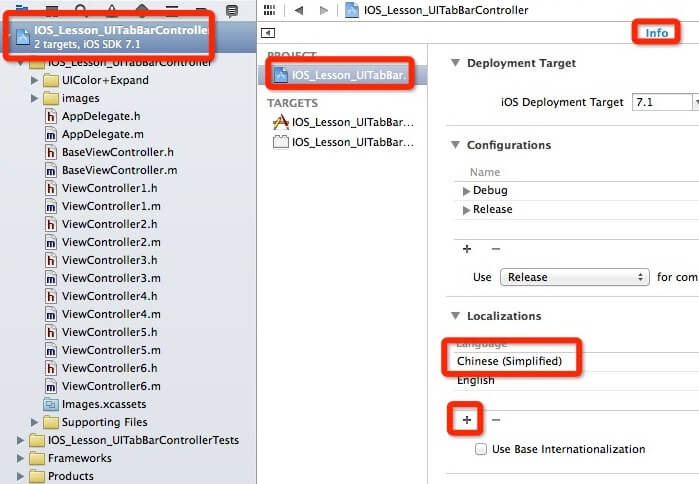 IOS_Lesson_UITabBarController
2 targets, iOS SDK 7.1
IOS_Lesson_UITabBarController
UIColor+Expand
images
AppDelegate.h
AppDelegate.m
BaseViewController.h
BaseViewController.m
ViewController1.h
ViewController1.m
ViewController2.h
ViewController2.m
ViewController3.h
ViewController3.m
ViewController4.h
ViewController4.m
ViewController5.h
ViewController5.m
ViewController6.h
ViewController6.m
Images.xcassets
Supporting Files
IOS_Lesson_UITabBarControllerTests
Frameworks
Products
IOS_Lesson_UITabBarController
Info
PROJECT
IOS_Lesson_UITabBar...
TARGETS
IOS_Lesson_UITabBar...
IOS_Lesson_UITabBar...
Deployment Target
iOS Deployment Target 7.1
Configurations
Name
Debug
Release
+ −
Use Release for com
Localizations
Language
Chinese (Simplified)
English
+ −
Use Base Internationalization